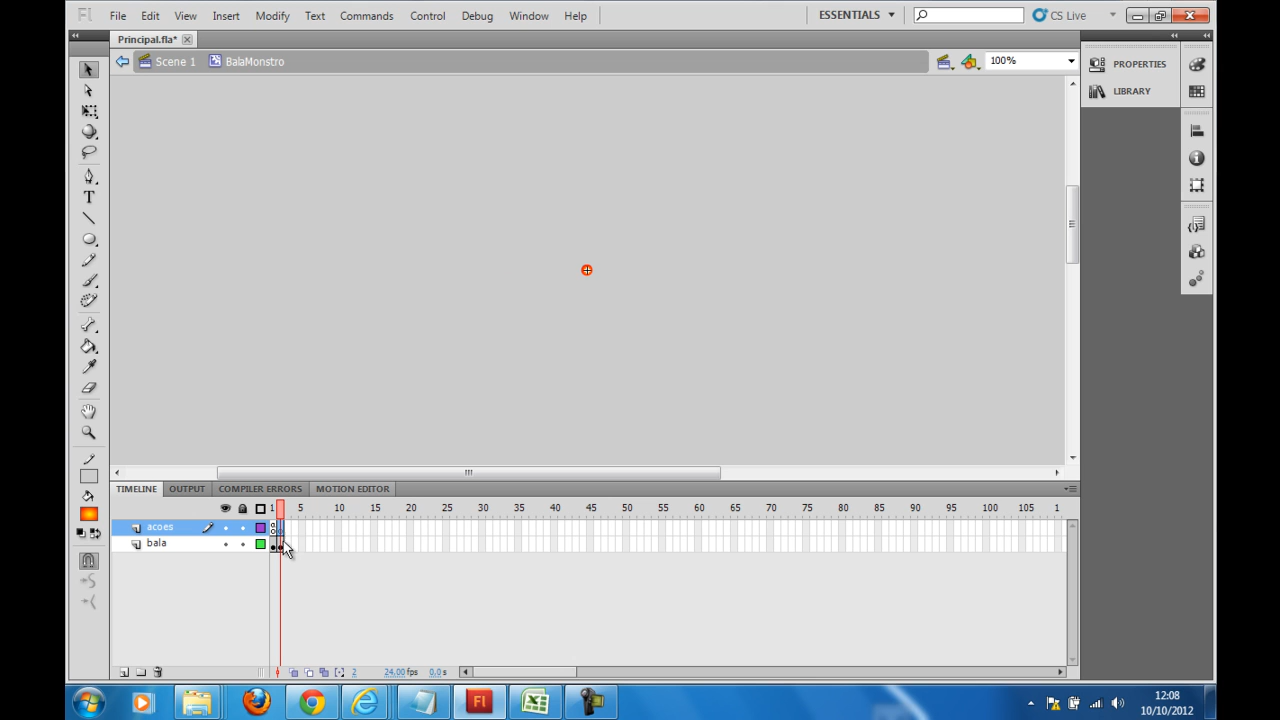 Fl File Edit View Insert Modify Text Commands Control Debug Window Help ESSENTIALS CS Live
Principal.fla*
Scene 1 BalaMonstro 100%
PROPERTIES
LIBRARY
TIMELINE OUTPUT COMPILER ERRORS MOTION EDITOR
1 5 10 15 20 25 30 35 40 45 50 55 60 65 70 75 80 85 90 95 100 105 1
acoes
bala
2 24.00 fps 0.0 s
Fl
12:08
10/10/2012